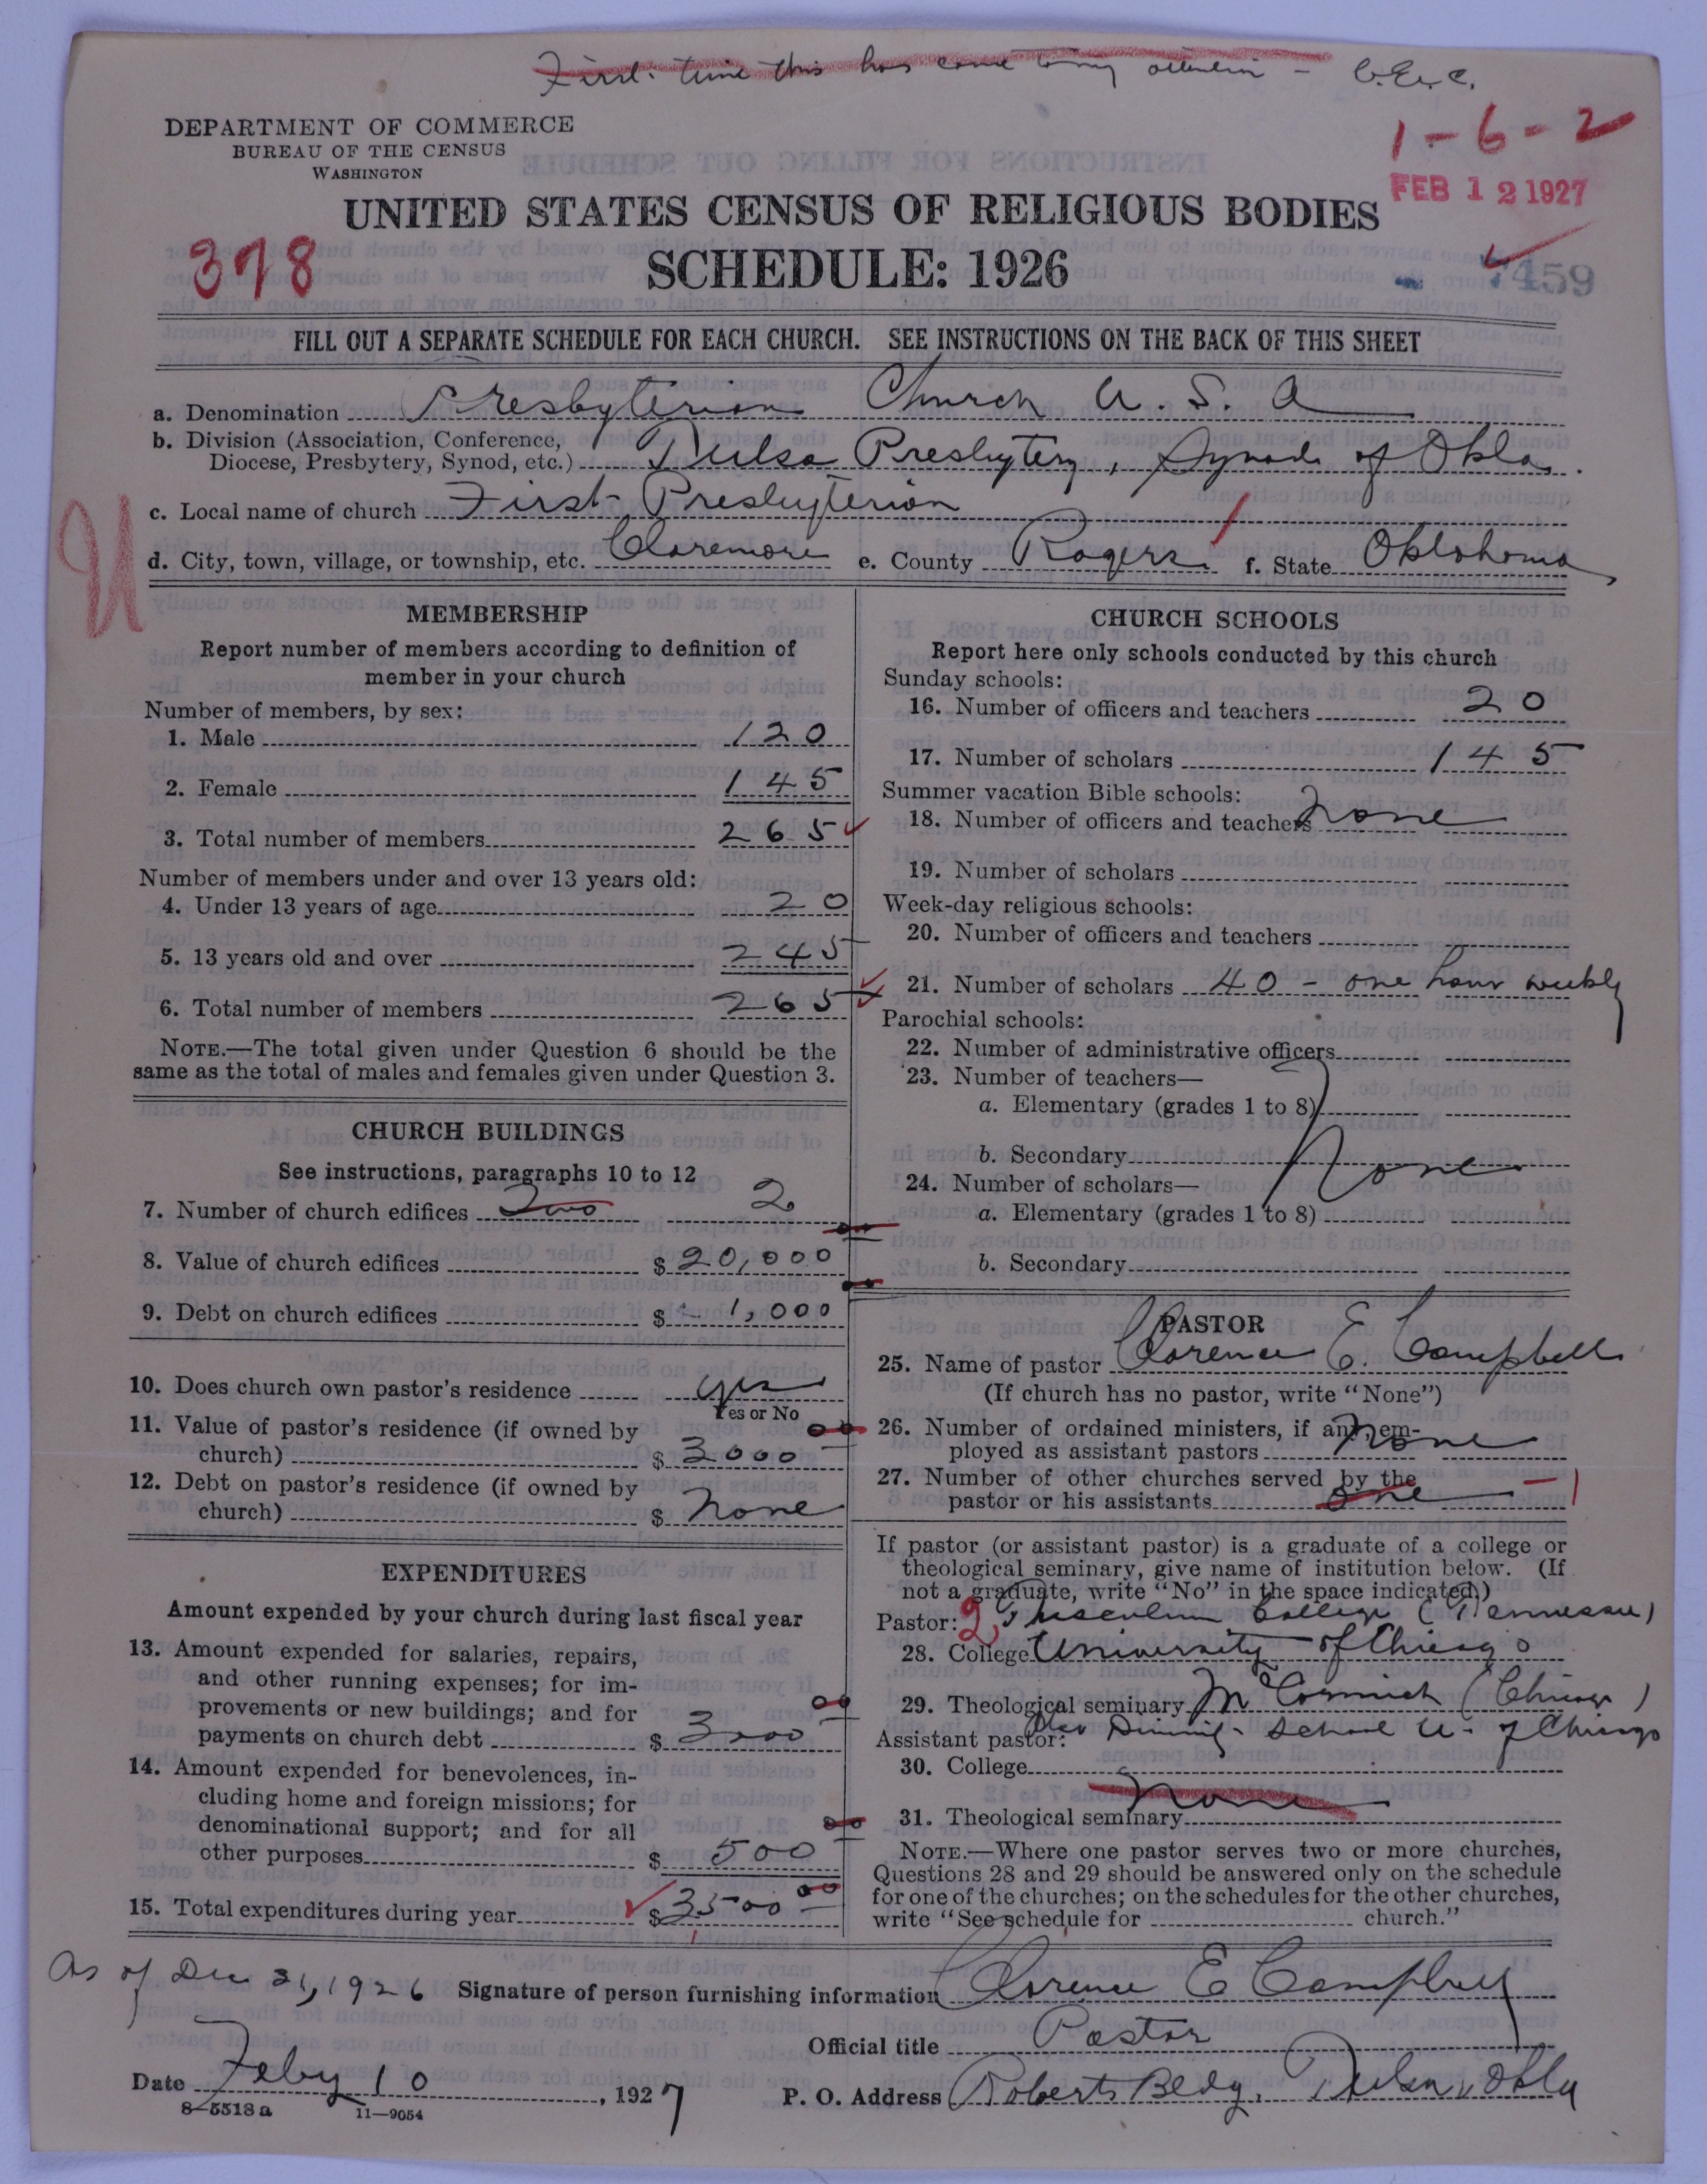 First time this has come to my attention - C.E.C.
DEPARTMENT OF COMMERCE
BUREAU OF THE CENSUS
WASHINGTON
1-6-2
FEB 12 1927
UNITED STATES CENSUS OF RELIGIOUS BODIES
378
SCHEDULE: 1926
7459
FILL OUT A SEPARATE SCHEDULE FOR EACH CHURCH. SEE INSTRUCTIONS ON THE BACK OF THIS SHEET
a. Denomination Presbyterian Church U. S. A
b. Division (Association, Conference,
Diocese, Presbytery, Synod, etc.) Tulsa Presbytery, Synod of Okla.
c. Local name of church First Presbyterian
d. City, town, village, or township, etc. Claremore e. County Rogers f. State Oklahoma
U
MEMBERSHIP
Report number of members according to definition of
member in your church
Number of members, by sex:
1. Male 120
2. Female 145
3. Total number of members 265
Number of members under and over 13 years old:
4. Under 13 years of age 20
5. 13 years old and over 245
6. Total number of members 265
NOTE.—The total given under Question 6 should be the
same as the total of males and females given under Question 3.
CHURCH BUILDINGS
See instructions, paragraphs 10 to 12
7. Number of church edifices Two 2
8. Value of church edifices $ 20,000
9. Debt on church edifices $ 1,000
10. Does church own pastor's residence yes
Yes or No
11. Value of pastor's residence (if owned by
church) $ 3000
12. Debt on pastor's residence (if owned by
church) $ None
EXPENDITURES
Amount expended by your church during last fiscal year
13. Amount expended for salaries, repairs,
and other running expenses; for im-
provements or new buildings; and for
payments on church debt $ 3000 00
14. Amount expended for benevolences, in-
cluding home and foreign missions; for
denominational support; and for all
other purposes $ 500
15. Total expenditures during year $ 3500 00
CHURCH SCHOOLS
Report here only schools conducted by this church
Sunday schools:
16. Number of officers and teachers 20
17. Number of scholars 145
Summer vacation Bible schools:
18. Number of officers and teachers None
19. Number of scholars
Week-day religious schools:
20. Number of officers and teachers
21. Number of scholars 40 - one hour weekly
Parochial schools:
22. Number of administrative officers
23. Number of teachers—
a. Elementary (grades 1 to 8)
b. Secondary None
24. Number of scholars—
a. Elementary (grades 1 to 8)
b. Secondary
PASTOR
25. Name of pastor Clarence E. Campbell
(If church has no pastor, write "None")
26. Number of ordained ministers, if any, em-
ployed as assistant pastors None
27. Number of other churches served by the
pastor or his assistants one - 1
If pastor (or assistant pastor) is a graduate of a college or
theological seminary, give name of institution below. (If
not a graduate, write "No" in the space indicated.)
Pastor: 2, Tusculum College (Tennessee)
28. College University of Chicago
29. Theological seminary McCormick (Chicago)
Also Divinity School U. of Chicago
Assistant pastor:
30. College
None
31. Theological seminary
NOTE.—Where one pastor serves two or more churches,
Questions 28 and 29 should be answered only on the schedule
for one of the churches; on the schedules for the other churches,
write "See schedule for church."
As of Dec 31, 1926
Signature of person furnishing information Clarence E Campbell
Official title Pastor
Date Feby 10, 1927
P. O. Address Roberts Bldg, Tulsa, Okla
8—5518a 11—9054